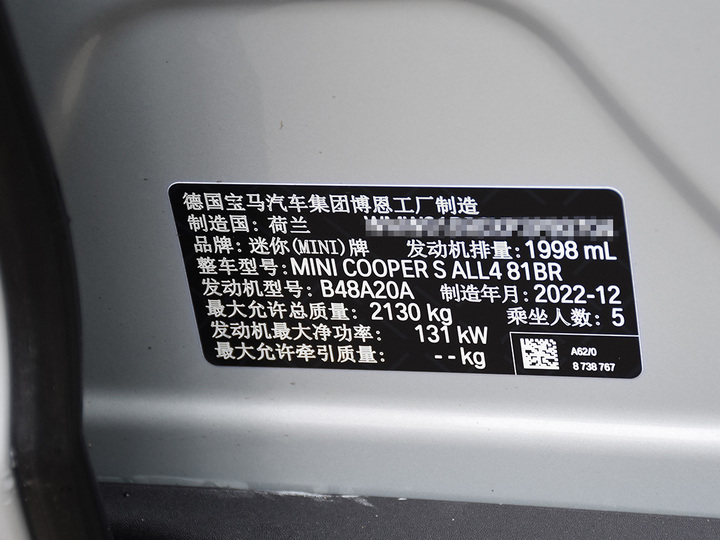 德国宝马汽车集团博恩工厂制造
制造国: 荷兰
品牌: 迷你(MINI)牌 发动机排量: 1998 mL
整车型号: MINI COOPER S ALL4 81BR
发动机型号: B48A20A 制造年月: 2022-12
最大允许总质量: 2130 kg 乘坐人数: 5
发动机最大净功率: 131 kW
最大允许牵引质量: -- kg
A62/0
8 738 767